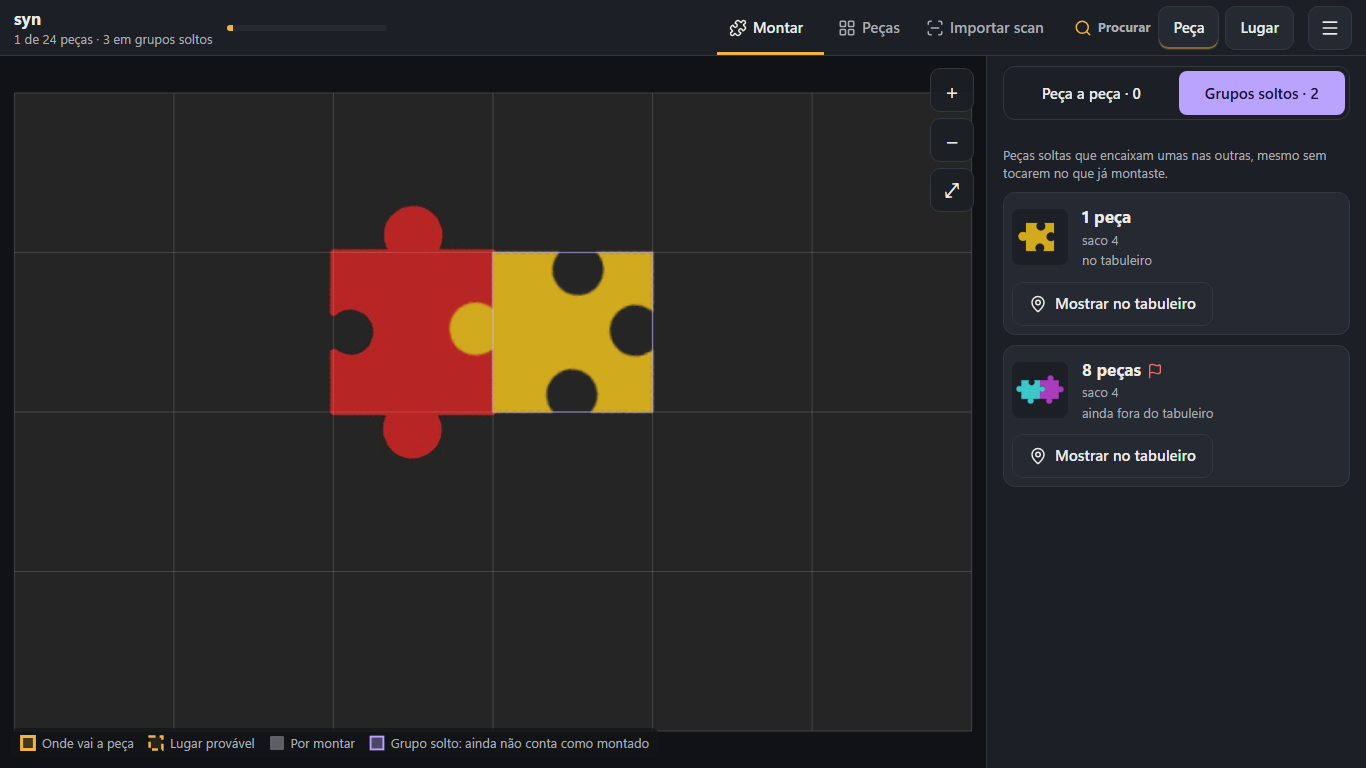 syn
1 de 24 peças · 3 em grupos soltos
Montar
Peças
Importar scan
Procurar
Peça
Lugar
Peça a peça · 0
Grupos soltos · 2
Peças soltas que encaixam umas nas outras, mesmo sem
tocarem no que já montaste.
1 peça
saco 4
no tabuleiro
Mostrar no tabuleiro
8 peças
saco 4
ainda fora do tabuleiro
Mostrar no tabuleiro
Onde vai a peça
Lugar provável
Por montar
Grupo solto: ainda não conta como montado